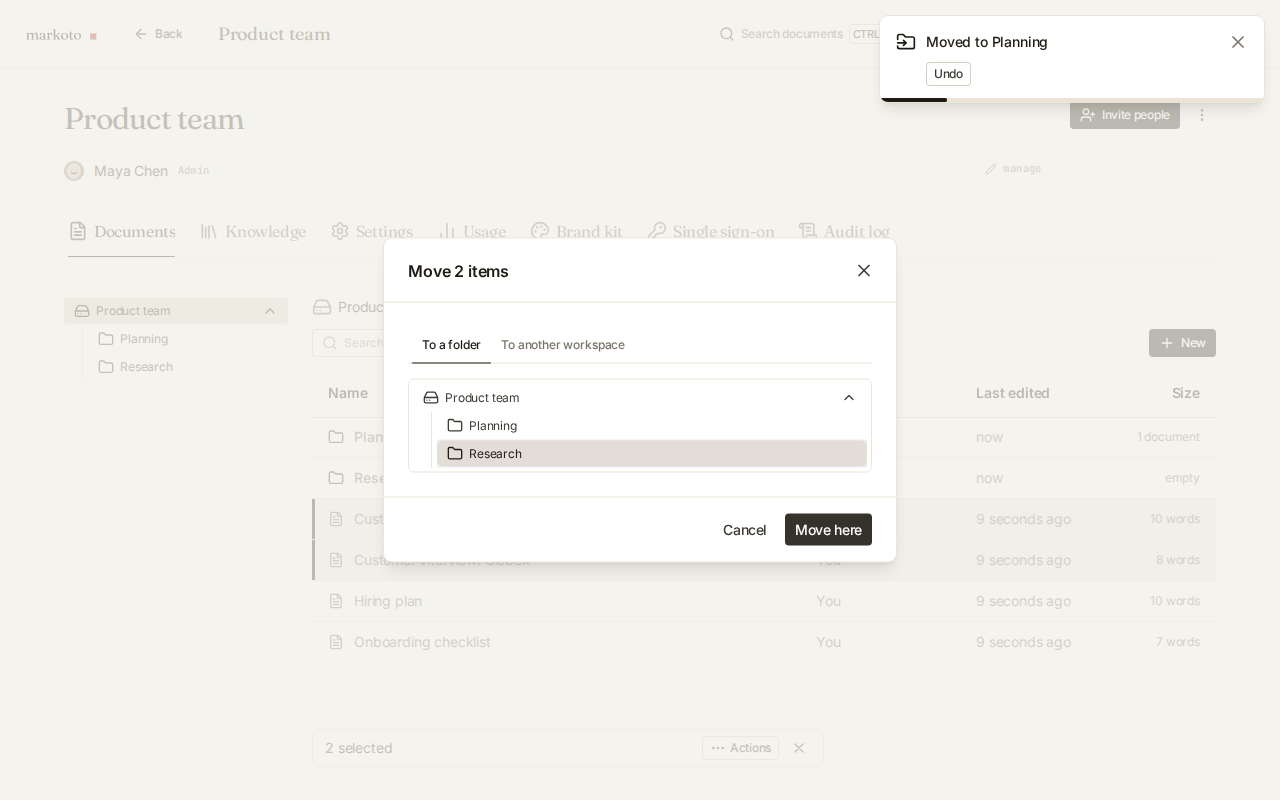 markoto
Back
Product team
Search documents
CTRL
Moved to Planning
Undo
Product team
Invite people
Maya Chen
Admin
manage
Documents
Knowledge
Settings
Usage
Brand kit
Single sign-on
Audit log
Move 2 items
Product team
Planning
Research
Search
New
To a folder
To another workspace
Product team
Planning
Research
Cancel
Move here
Name
Last edited
Size
now
1 document
now
empty
9 seconds ago
10 words
9 seconds ago
8 words
Hiring plan
You
9 seconds ago
10 words
Onboarding checklist
You
9 seconds ago
7 words
2 selected
Actions